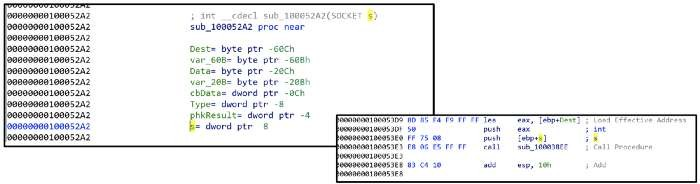 00000000100052A2
00000000100052A2 ; int __cdecl sub_100052A2(SOCKET s)
00000000100052A2 sub_100052A2 proc near
00000000100052A2
00000000100052A2 Dest= byte ptr -60Ch
00000000100052A2 var_60B= byte ptr -60Bh
00000000100052A2 Data= byte ptr -20Ch
00000000100052A2 var_20B= byte ptr -20Bh
00000000100052A2 cbData= dword ptr -0Ch
00000000100052A2 Type= dword ptr -8
00000000100052A2 phkResult= dword ptr -4
00000000100052A2 s= dword ptr 8
00000000100052A2
00000000100053D9 8D 85 F4 F9 FF FF lea eax, [ebp+Dest] ; Load Effective Address
00000000100053DF 50 push eax ; int
00000000100053E0 FF 75 08 push [ebp+s] ; s
00000000100053E3 E8 06 E5 FF FF call sub_100038EE ; Call Procedure
00000000100053E3
00000000100053E8 83 C4 10 add esp, 10h ; Add
00000000100053E8